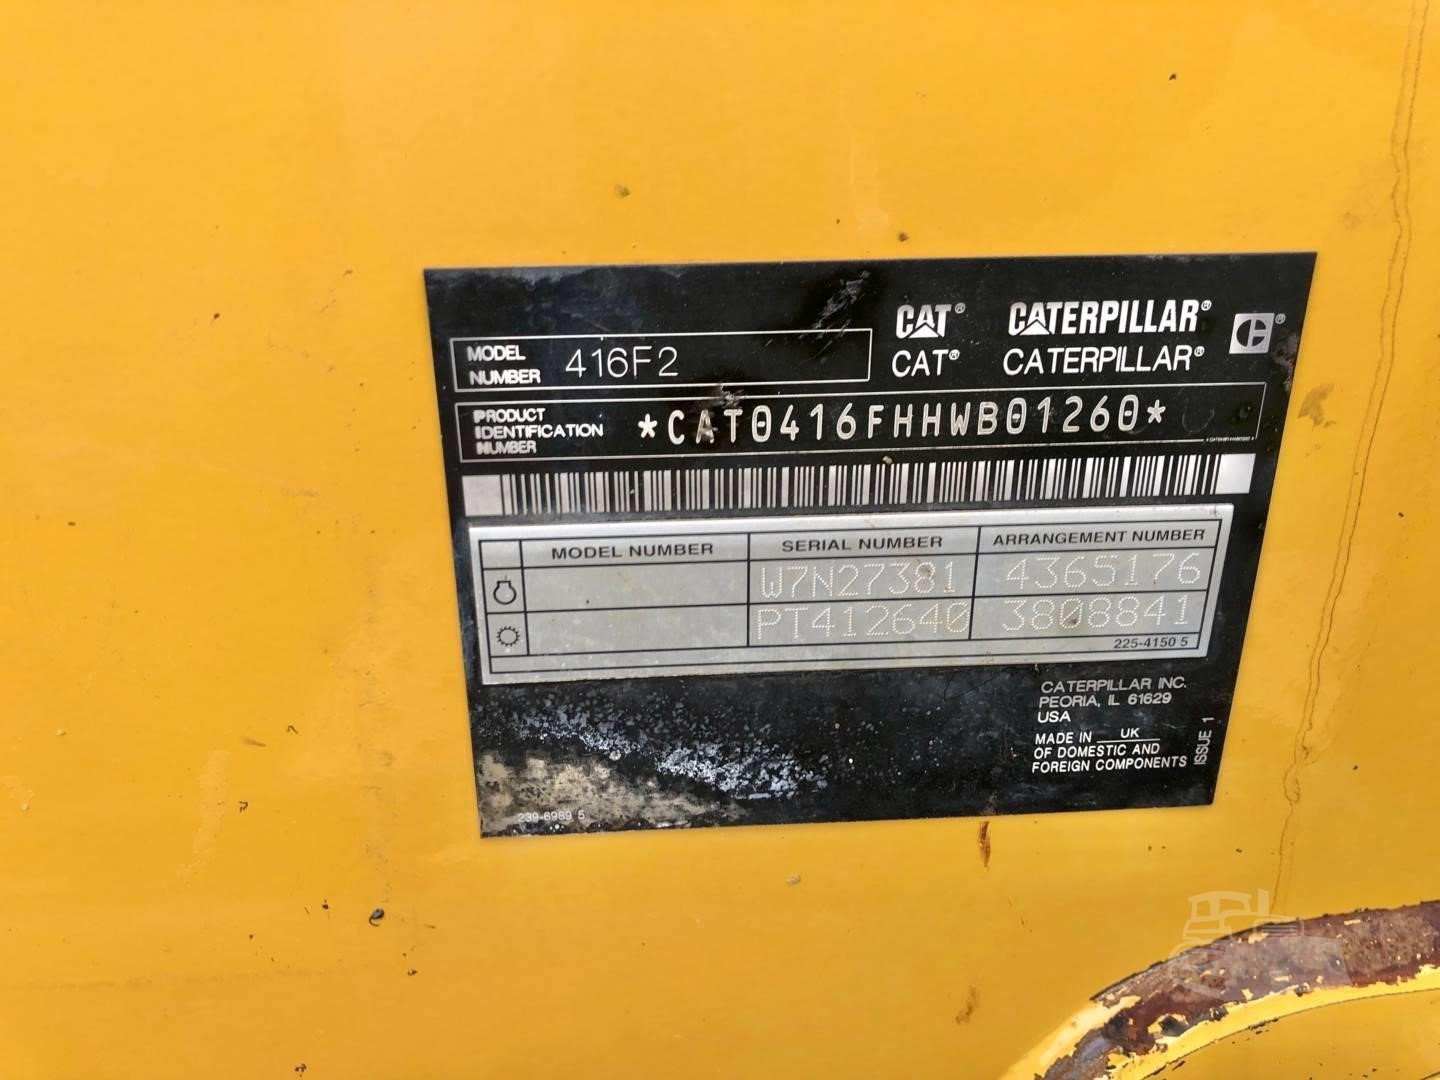 CAT® CATERPILLAR®
CAT® CATERPILLAR®
MODEL NUMBER 416F2
PRODUCT IDENTIFICATION NUMBER *CAT0416FHHWB01260*
MODEL NUMBER SERIAL NUMBER ARRANGEMENT NUMBER
W7N27381 4365176
PT412640 3808841
225-4150 5
CATERPILLAR INC.
PEORIA, IL 61629
USA
MADE IN UK
OF DOMESTIC AND
FOREIGN COMPONENTS
ISSUE 1
239-6989 5